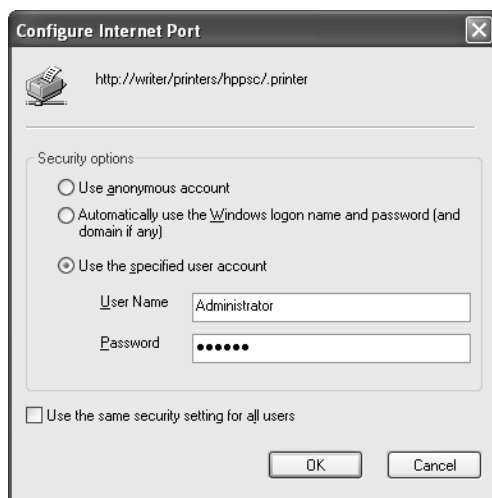 Configure Internet Port
http://writer/printers/hppsc/.printer
Security options
Use anonymous account
Automatically use the Windows logon name and password (and
domain if any)
Use the specified user account
User Name
Administrator
Password
●●●●●●
Use the same security setting for all users
OK
Cancel